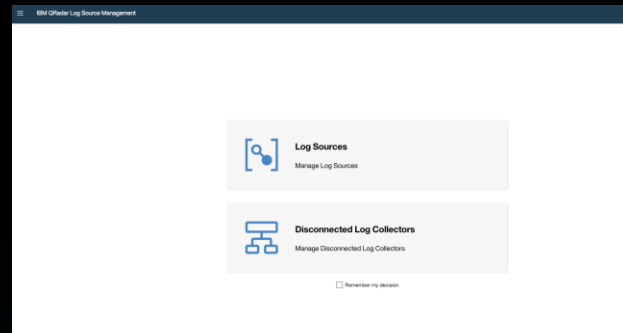 IBM QRadar Log Source Management
Log Sources
Manage Log Sources
Disconnected Log Collectors
Manage Disconnected Log Collectors
Remember my decision